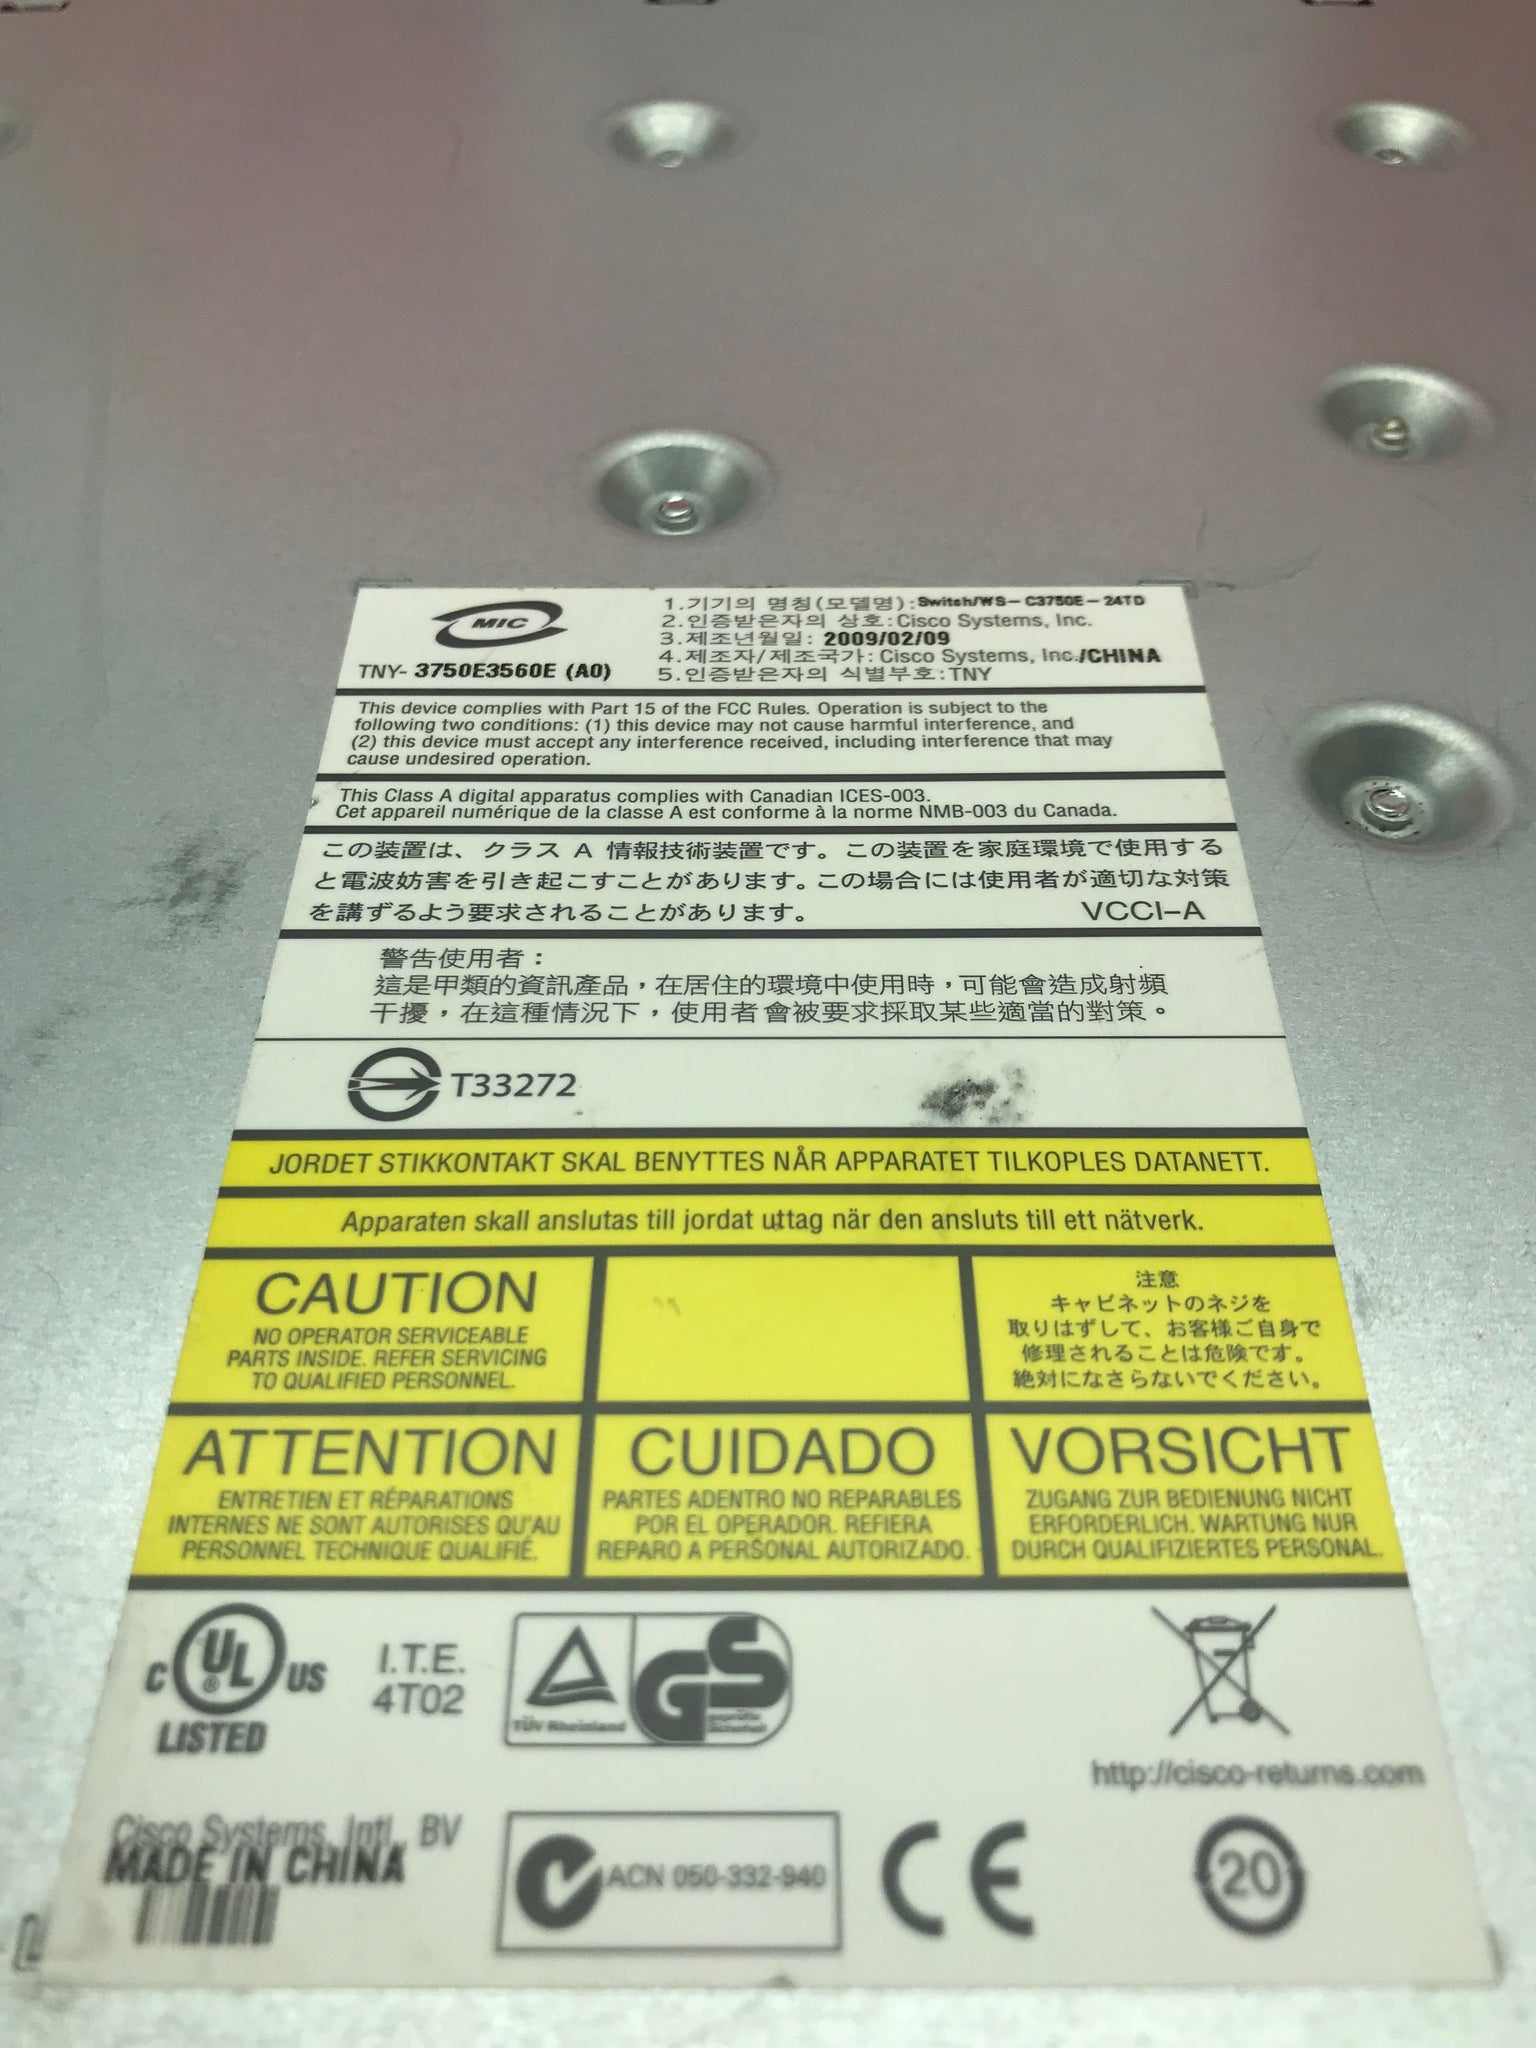 MIC
TNY- 3750E3560E (A0)
1.기기의 명칭(모델명):Switch/WS-C3750E-24TD
2.인증받은자의 상호:Cisco Systems, Inc.
3.제조년월일: 2009/02/09
4.제조자/제조국가:Cisco Systems, Inc./CHINA
5.인증받은자의 식별부호:TNY
This device complies with Part 15 of the FCC Rules. Operation is subject to the
following two conditions: (1) this device may not cause harmful interference, and
(2) this device must accept any interference received, including interference that may
cause undesired operation.
This Class A digital apparatus complies with Canadian ICES-003.
Cet appareil numérique de la classe A est conforme à la norme NMB-003 du Canada.
この装置は、クラス A 情報技術装置です。この装置を家庭環境で使用する
と電波妨害を引き起こすことがあります。この場合には使用者が適切な対策
を講ずるよう要求されることがあります。 VCCI-A
警告使用者：
這是甲類的資訊產品，在居住的環境中使用時，可能會造成射頻
干擾，在這種情況下，使用者會被要求採取某些適當的對策。
T33272
JORDET STIKKONTAKT SKAL BENYTTES NÅR APPARATET TILKOPLES DATANETT.
Apparaten skall anslutas till jordat uttag när den ansluts till ett nätverk.
CAUTION
NO OPERATOR SERVICEABLE
PARTS INSIDE. REFER SERVICING
TO QUALIFIED PERSONNEL.
注意
キャビネットのネジを
取りはずして、お客様ご自身で
修理されることは危険です。
絶対になさらないでください。
ATTENTION
ENTRETIEN ET RÉPARATIONS
INTERNES NE SONT AUTORISES QU'AU
PERSONNEL TECHNIQUE QUALIFIÉ.
CUIDADO
PARTES ADENTRO NO REPARABLES
POR EL OPERADOR. REFIERA
REPARO A PERSONAL AUTORIZADO.
VORSICHT
ZUGANG ZUR BEDIENUNG NICHT
ERFORDERLICH. WARTUNG NUR
DURCH QUALIFIZIERTES PERSONAL.
C UL ® US
LISTED
I.T.E.
4T02
TÜV Rheinland
GS
geprüfte
Sicherheit
http://cisco-returns.com
Cisco Systems, Intl., BV
MADE IN CHINA
ACN 050-332-940
CE
20